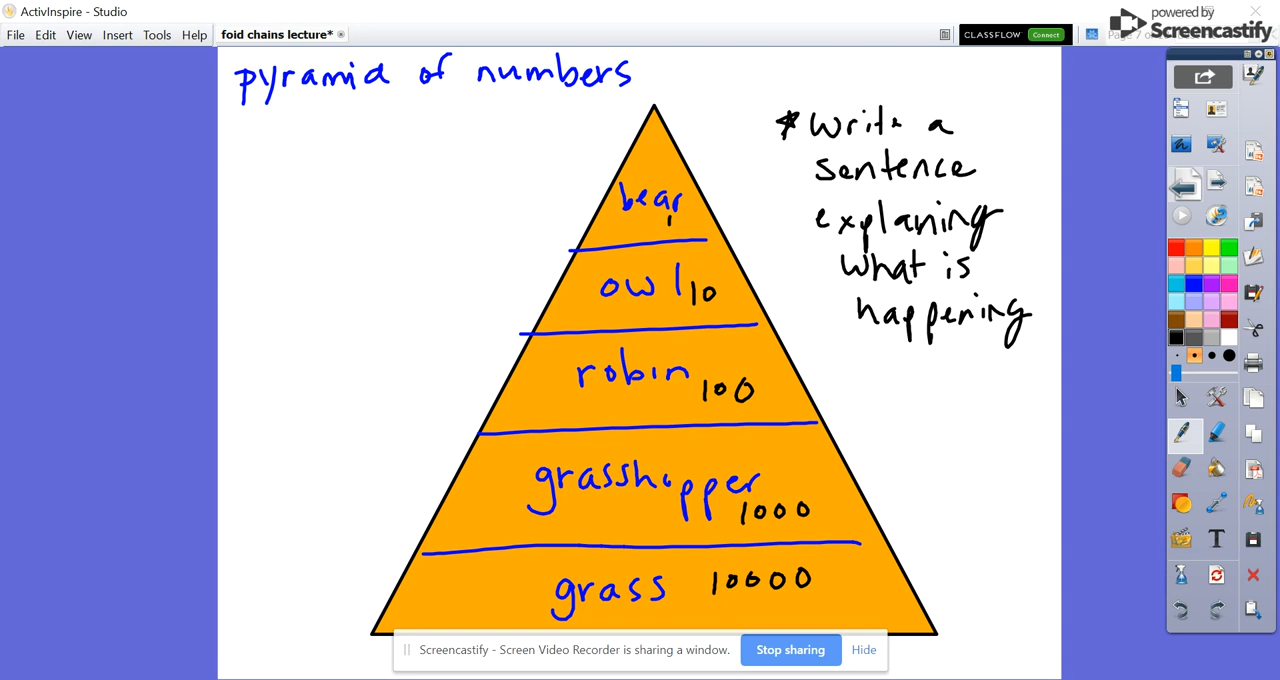 ActivInspire - Studio
powered by
Screencastify
File Edit View Insert Tools Help
foid chains lecture*
CLASSFLOW Connect
pyramid of numbers
*Write a
sentence
explaning
what is
happening
bear
1
owl 10
robin 100
grasshopper
1000
grass 10000
Screencastify - Screen Video Recorder is sharing a window.
Stop sharing
Hide